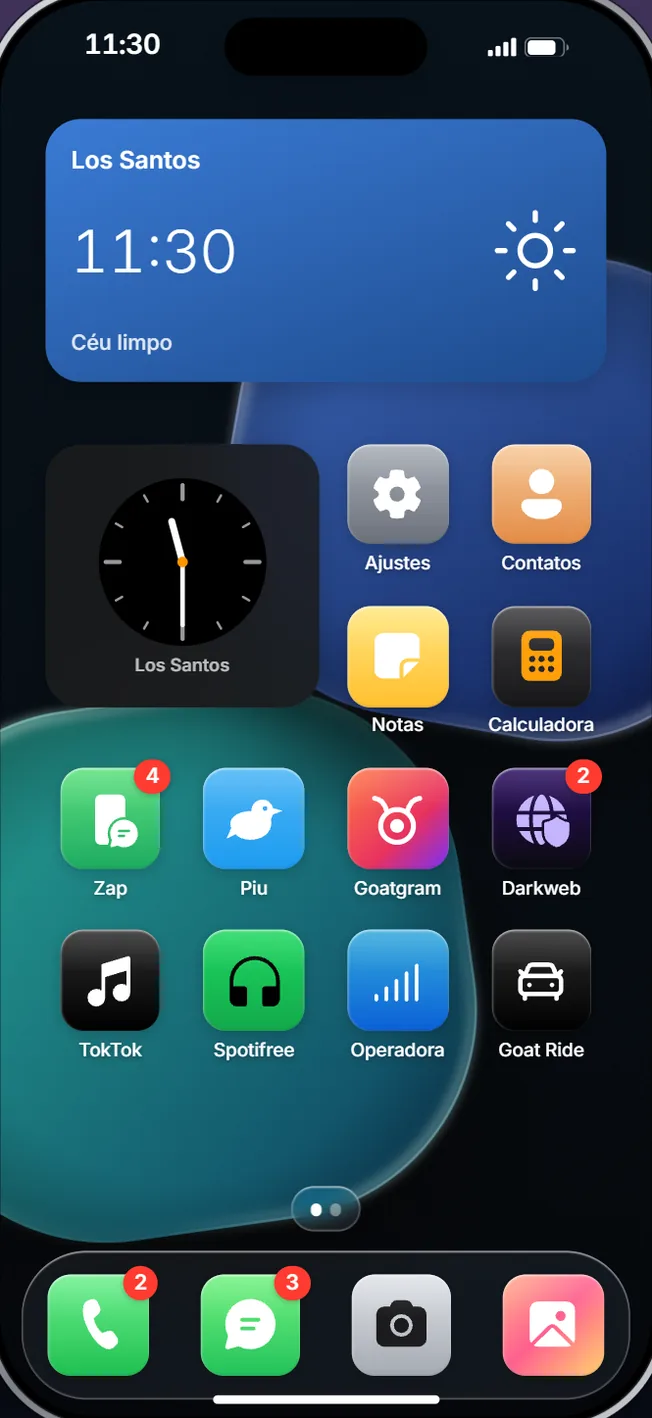 11:30
Los Santos
11:30
Céu limpo
Los Santos
Ajustes
Contatos
Notas
Calculadora
4
2
Zap
Piu
Goatgram
Darkweb
TokTok
Spotifree
Operadora
Goat Ride
2
3